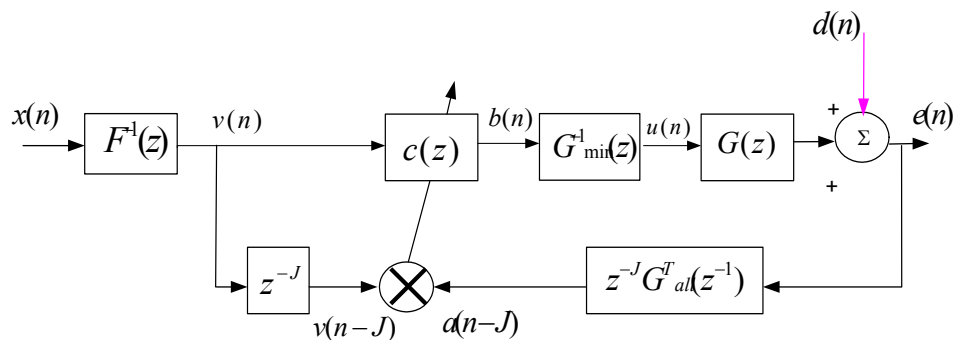 d(n)
x(n)
F⁻¹(z)
v(n)
c(z)
b(n)
G⁻¹min(z)
u(n)
G(z)
+
Σ
e(n)
+
z⁻ᴶ
v(n−J)
a(n−J)
z⁻ᴶGᵀall(z⁻¹)